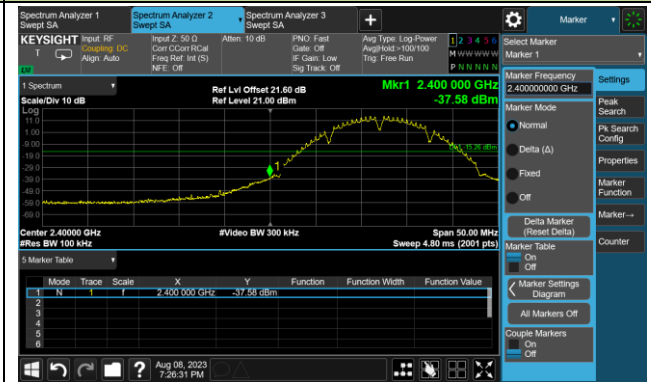 Spectrum Analyzer 1
Swept SA
Spectrum Analyzer 2
Swept SA
Spectrum Analyzer 3
Swept SA
+
Marker
KEYSIGHT
Input: RF
Coupling: DC
Align: Auto
Input Z: 50 Ω
Corr CCorr RCal
Freq Ref: Int (S)
NFE: Off
Atten: 10 dB
PNO: Fast
Gate: Off
IF Gain: Low
Sig Track: Off
Avg Type: Log-Power
Avg|Hold:>100/100
Trig: Free Run
1 2 3 4 5 6
M W W W W W
P N N N N N
T
LW
Select Marker
Marker 1
Marker Frequency
2.400000000 GHz
Settings
1 Spectrum
Scale/Div 10 dB
Log
Ref Lvl Offset 21.60 dB
Ref Level 21.00 dBm
Mkr1 2.400 000 GHz
-37.58 dBm
11.0
1.00
-9.00
-19.0
-29.0
-39.0
-49.0
-59.0
-69.0
1
-15.26 dBm
Marker Mode
Normal
Delta (Δ)
Fixed
Off
Delta Marker
(Reset Delta)
Peak
Search
Pk Search
Config
Properties
Marker
Function
Marker→
Counter
Center 2.40000 GHz
#Res BW 100 kHz
#Video BW 300 kHz
Span 50.00 MHz
Sweep 4.80 ms (2001 pts)
Marker Table
On
Off
5 Marker Table
Mode Trace Scale X Y Function Function Width Function Value
1 N 1 f 2.400 000 GHz -37.58 dBm
2
3
4
5
6
Marker Settings
Diagram
All Markers Off
Couple Markers
On
Off
?
Aug 08, 2023
7:26:31 PM